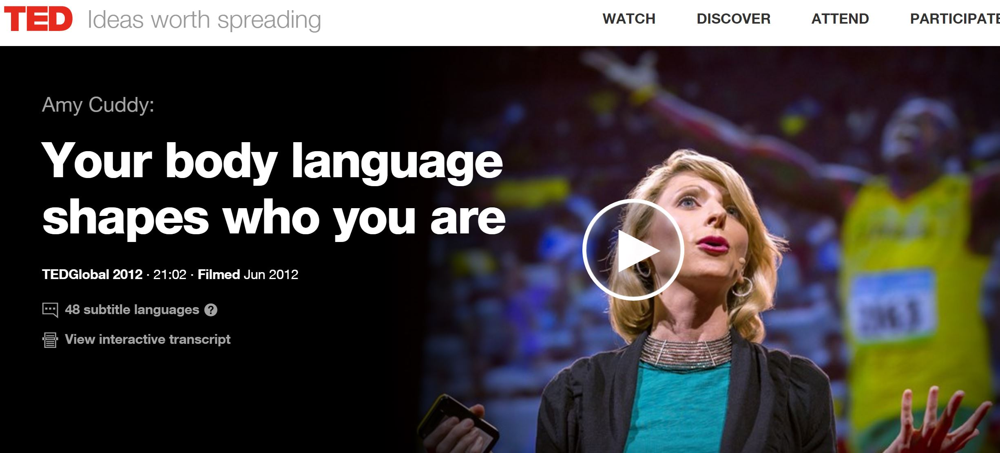 TED Ideas worth spreading WATCH DISCOVER ATTEND PARTICIPATE
Amy Cuddy:
Your body language
shapes who you are
TEDGlobal 2012 · 21:02 · Filmed Jun 2012
48 subtitle languages ?
View interactive transcript